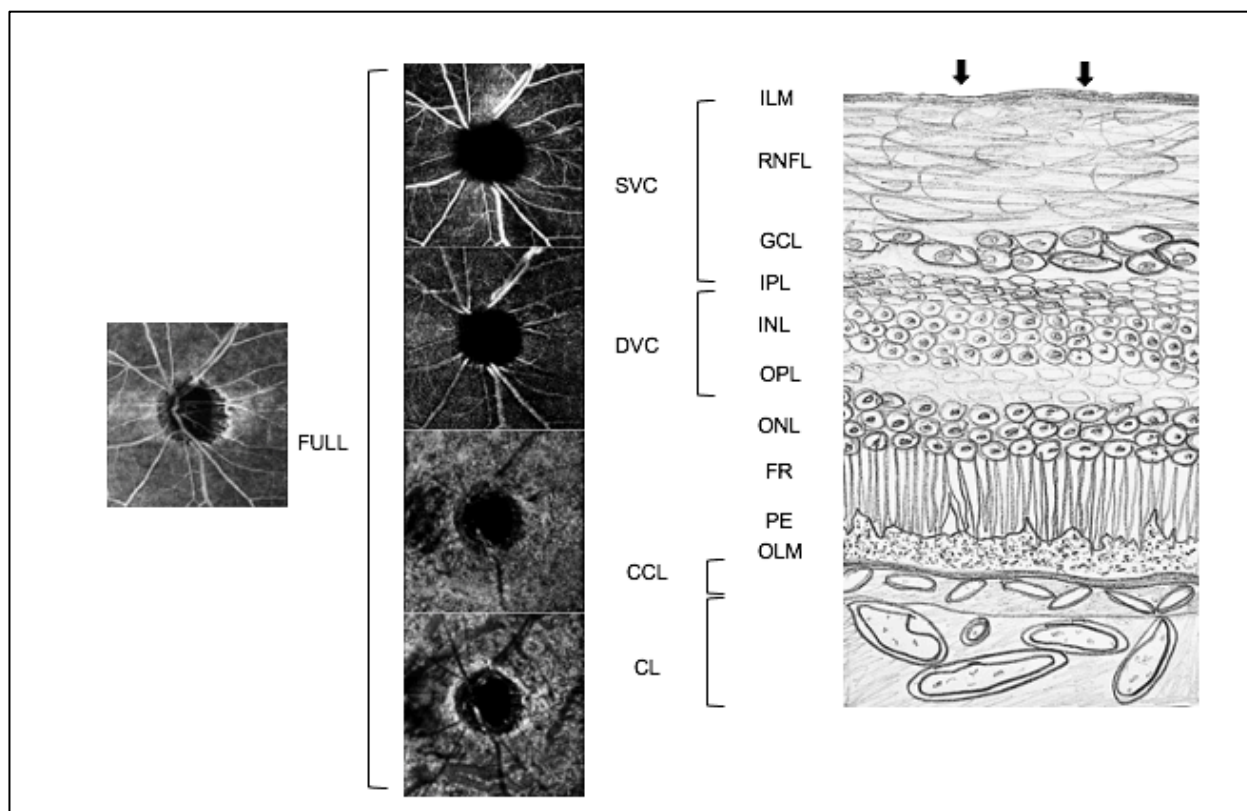 FULL
SVC
DVC
CCL
CL
ILM
RNFL
GCL
IPL
INL
OPL
ONL
FR
PE
OLM